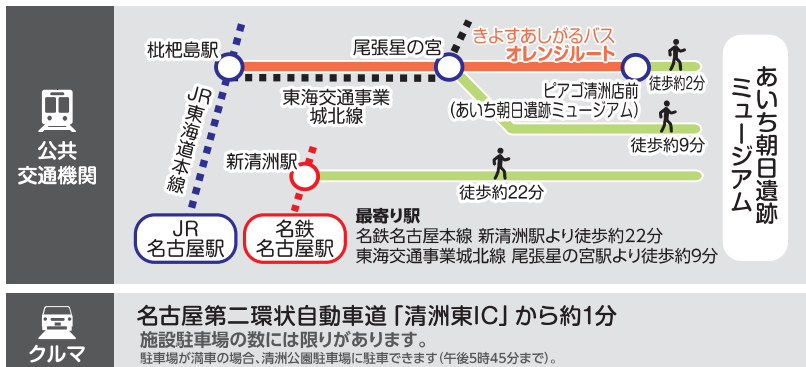 公共
交通機関
枇杷島駅
尾張星の宮
きよすあしがるバス
オレンジルート
徒歩約2分
東海交通事業
城北線
ピアゴ清洲店前
(あいち朝日遺跡ミュージアム)
徒歩約9分
JR東海道本線
新清洲駅
徒歩約22分
JR
名古屋駅
名鉄
名古屋駅
最寄り駅
名鉄名古屋本線 新清洲駅より徒歩約22分
東海交通事業城北線 尾張星の宮駅より徒歩約9分
あいち朝日遺跡
ミュージアム
クルマ
名古屋第二環状自動車道「清洲東IC」から約1分
施設駐車場の数には限りがあります。
駐車場が満車の場合、清洲公園駐車場に駐車できます(午後5時45分まで)。